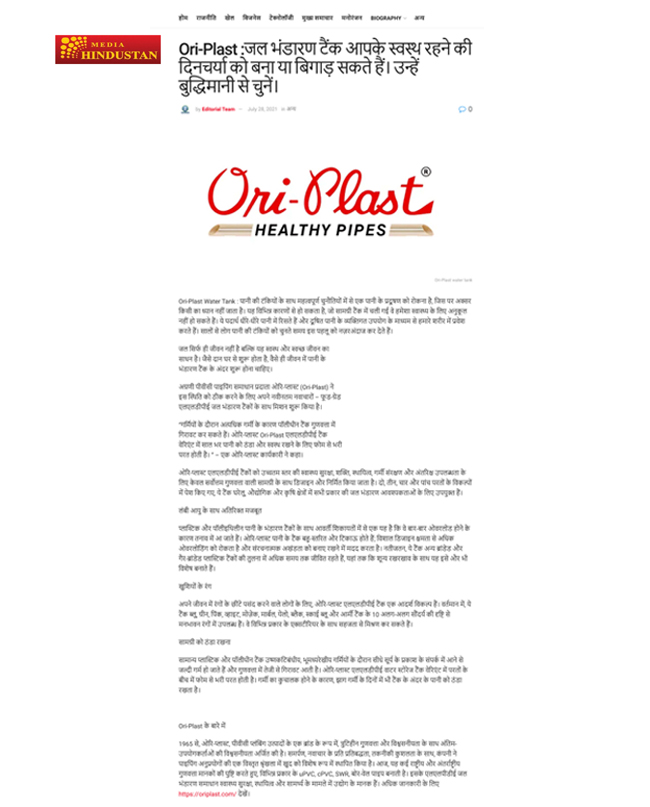 होम राजनीति खेल बिजनेस टेक्नोलॉजी मुख्य समाचार मनोरंजन BIOGRAPHY अन्य
MEDIA
HINDUSTAN
Ori-Plast :जल भंडारण टैंक आपके स्वस्थ रहने की
दिनचर्या को बना या बिगाड़ सकते हैं। उन्हें
बुद्धिमानी से चुनें।
by Editorial Team — July 28, 2021 in अन्य 0
Ori-Plast ®
HEALTHY PIPES
Ori-Plast water tank
Ori-Plast Water Tank : पानी की टंकियों के साथ महत्वपूर्ण चुनौतियों में से एक पानी के प्रदूषण को रोकना है, जिस पर अक्सर
किसी का ध्यान नहीं जाता है। यह विभिन्न कारणों से हो सकता है, जो सामग्री टैंक में चली गई वे हमेशा स्वास्थ्य के लिए अनुकूल
नहीं हो सकते हैं। ये पदार्थ धीरे-धीरे पानी में रिसते हैं और दूषित पानी के व्यक्तिगत उपयोग के माध्यम से हमारे शरीर में प्रवेश
करते हैं। सालों से लोग पानी की टंकियों को चुनते समय इस पहलू को नज़रअंदाज कर देते हैं।
जल सिर्फ ही जीवन नहीं है बल्कि यह स्वस्थ और स्वच्छ जीवन का
साधन है। जैसे दान घर से शुरू होता है, वैसे ही जीवन में पानी के
भंडारण टैंक के अंदर शुरू होना चाहिए।
अग्रणी पीवीसी पाइपिंग समाधान प्रदाता ओरि-प्लास्ट (Ori-Plast) ने
इस स्थिति को ठीक करने के लिए अपने नवीनतम नवाचारों – फूड-ग्रेड
एलएलडीपीई जल भंडारण टैंकों के साथ मिशन शुरू किया है।
"गर्मियों के दौरान अत्यधिक गर्मी के कारण पॉलीथीन टैंक गुणवत्ता में
गिरावट कर सकते हैं। ओरि-प्लास्ट Ori-Plast एलएलडीपीई टैंक
वेरिएंट में साल भर पानी को ठंडा और स्वस्थ रखने के लिए फोम से भरी
परत होती है। " – एक ओरि-प्लास्ट कार्यकारी ने कहा।
ओरि-प्लास्ट एलएलडीपीई टैंकों को उच्चतम स्तर की स्वास्थ्य सुरक्षा, शक्ति, स्थायित्व, गर्मी संरक्षण और अंतरिक्ष उपलब्धता के
लिए केवल सर्वोत्तम गुणवत्ता वाली सामग्री के साथ डिजाइन और निर्मित किया जाता है। दो, तीन, चार और पांच परतों के विकल्पों
में पेश किए गए, ये टैंक घरेलू, औद्योगिक और कृषि क्षेत्रों में सभी प्रकार की जल भंडारण आवश्यकताओं के लिए उपयुक्त हैं।
लंबी आयु के साथ अतिरिक्त मजबूत
प्लास्टिक और पॉलीइथिलीन पानी के भंडारण टैंकों के साथ आवर्ती शिकायतों में से एक यह है कि वे बार-बार ओवरलोड होने के
कारण तनाव में आ जाते हैं। ओरि-प्लास्ट पानी के टैंक बहु-स्तरित और टिकाऊ होते हैं, विशाल डिजाइन क्षमता से अधिक
ओवरलोडिंग को रोकता है और संरचनात्मक अखंडता को बनाए रखने में मदद करता है। नतीजतन, ये टैंक अन्य ब्रांडेड और
गैर-ब्रांडेड प्लास्टिक टैंकों की तुलना में अधिक समय तक जीवित रहते हैं, यहां तक कि शून्य रखरखाव के साथ यह इसे और भी
विशेष बनाते हैं।
खुशियों के रंग
अपने जीवन में रंगों के छींटे पसंद करने वाले लोगों के लिए, ओरि-प्लास्ट एलएलडीपीई टैंक एक आदर्श विकल्प हैं। वर्तमान में, ये
टैंक ब्लू, ग्रीन, पिंक, व्हाइट, मोज़ेक, मार्बल, येलो, ब्लैक, स्काई ब्लू और आर्मी टैंक के 10 अलग-अलग सौंदर्य की दृष्टि से
मनभावन रंगों में उपलब्ध हैं। वे विभिन्न प्रकार के एक्सटीरियर के साथ सहजता से मिश्रण कर सकते हैं।
सामग्री को ठंडा रखना
सामान्य प्लास्टिक और पॉलीथीन टैंक उष्णकटिबंधीय, भूमध्यरेखीय गर्मियों के दौरान सीधे सूर्य के प्रकाश के संपर्क में आने से
जल्दी गर्म हो जाते हैं और गुणवत्ता में तेजी से गिरावट आती है। ओरि-प्लास्ट एलएलडीपीई वाटर स्टोरेज टैंक वेरिएंट में परतों के
बीच में फोम से भरी परत होती है। गर्मी का कुचालक होने के कारण, झाग गर्मी के दिनों में भी टैंक के अंदर के पानी को ठंडा
रखता है।
Ori-Plast के बारे में
1965 से, ओरि-प्लास्ट, पीवीसी प्लंबिंग उत्पादों के एक ब्रांड के रूप में, त्रुटिहीन गुणवत्ता और विश्वसनीयता के साथ अंतिम-
उपयोगकर्ताओं की विश्वसनीयता अर्जित की है। समर्पण, नवाचार के प्रति प्रतिबद्धता, तकनीकी कुशलता के साथ, कंपनी ने
पाइपिंग अनुप्रयोगों की एक विस्तृत श्रृंखला में खुद को विशेष रूप में स्थापित किया है। आज, यह कई राष्ट्रीय और अंतर्राष्ट्रीय
गुणवत्ता मानकों की पुष्टि करते हुए, विभिन्न प्रकार के uPVC, cPVC, SWR, बोर-वेल पाइप बनाती है। इसके एलएलपीडीई जल
भंडारण समाधान स्वास्थ्य सुरक्षा, स्थायित्व और सामर्थ्य के मामले में उद्योग के मानक हैं। अधिक जानकारी के लिए
https://oriplast.com/ देखें।